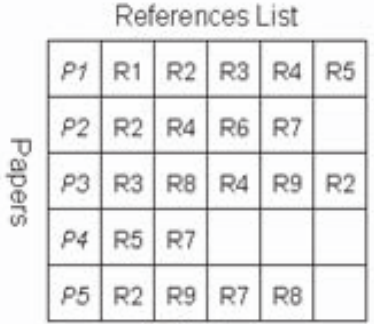 References List
Papers
P1 R1 R2 R3 R4 R5
P2 R2 R4 R6 R7
P3 R3 R8 R4 R9 R2
P4 R5 R7
P5 R2 R9 R7 R8